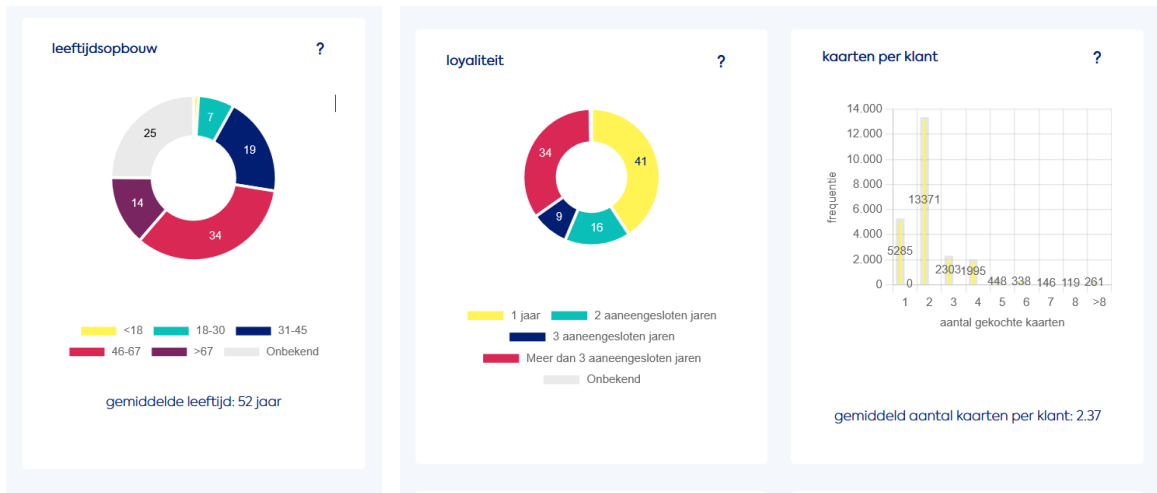 leeftijdsopbouw ?
7
19
34
14
25
<18 18-30 31-45
46-67 >67 Onbekend
gemiddelde leeftijd: 52 jaar
loyaliteit ?
41
16
9
34
1 jaar 2 aaneengesloten jaren
3 aaneengesloten jaren
Meer dan 3 aaneengesloten jaren
Onbekend
kaarten per klant ?
14.000
12.000
10.000
8.000
6.000
4.000
2.000
0
frequentie
5285 0 13371 2303 1995 448 338 146 119 261
1 2 3 4 5 6 7 8 >8
aantal gekochte kaarten
gemiddeld aantal kaarten per klant: 2.37